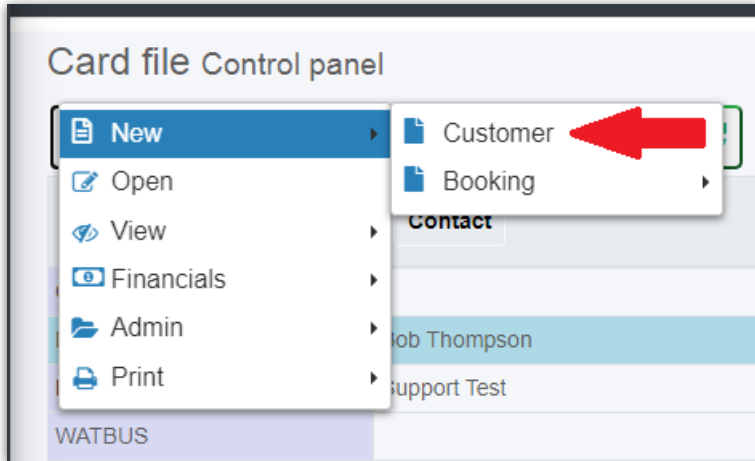 Card file Control panel
New
Customer
Open
Booking
View
Contact
Financials
Admin
Bob Thompson
Print
Support Test
WATBUS